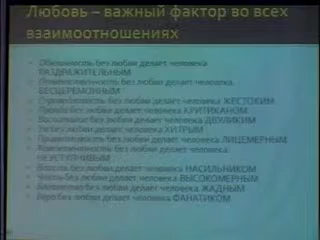 Любовь – важный фактор во всех
взаимоотношениях
Обязанность без любви делает человека
РАЗДРАЖИТЕЛЬНЫМ
Ответственность без любви делает человека
БЕСЦЕРЕМОННЫМ
Справедливость без любви делает человека ЖЕСТОКИМ
Правда без любви делает человека КРИТИКАНОМ
Воспитание без любви делает человека ДВУЛИКИМ
Ум без любви делает человека ХИТРЫМ
Приветливость без любви делает человека ЛИЦЕМЕРНЫМ
Компетентность без любви делает человека
НЕУСТУПЧИВЫМ
Власть без любви делает человека НАСИЛЬНИКОМ
Честь без любви делает человека ВЫСОКОМЕРНЫМ
Богатство без любви делает человека ЖАДНЫМ
Вера без любви делает человека ФАНАТИКОМ